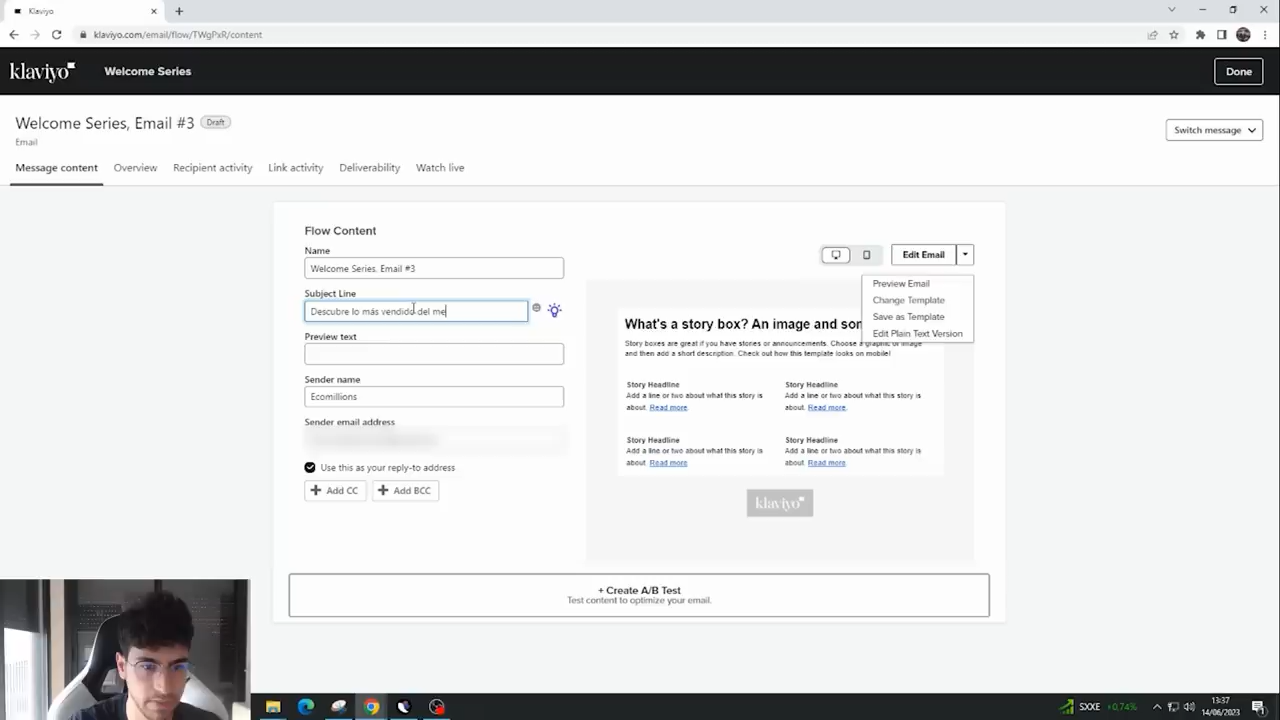 Klaviyo
klaviyo.com/email/flow/TWgPxR/content
klaviyo
Welcome Series
Done
Welcome Series, Email #3
Draft
Email
Switch message
Message content
Overview
Recipient activity
Link activity
Deliverability
Watch live
Flow Content
Name
Welcome Series, Email #3
Subject Line
Descubre lo más vendido del me
Preview text
Sender name
Ecomillions
Sender email address
Use this as your reply-to address
Add CC
Add BCC
Edit Email
Preview Email
Change Template
Save as Template
Edit Plain Text Version
What's a story box? An image and som
Story boxes are great if you have stories or announcements. Choose a graphic or image
and then add a short description. Check out how this template looks on mobile!
Story Headline
Add a line or two about what this story is
about. Read more.
Story Headline
Add a line or two about what this story is
about. Read more.
Story Headline
Add a line or two about what this story is
about. Read more
Story Headline
Add a line or two about what this story is
about. Read more
klaviyo
+ Create A/B Test
Test content to optimize your email.
SXXE +0.74%
13:37
14/06/2023